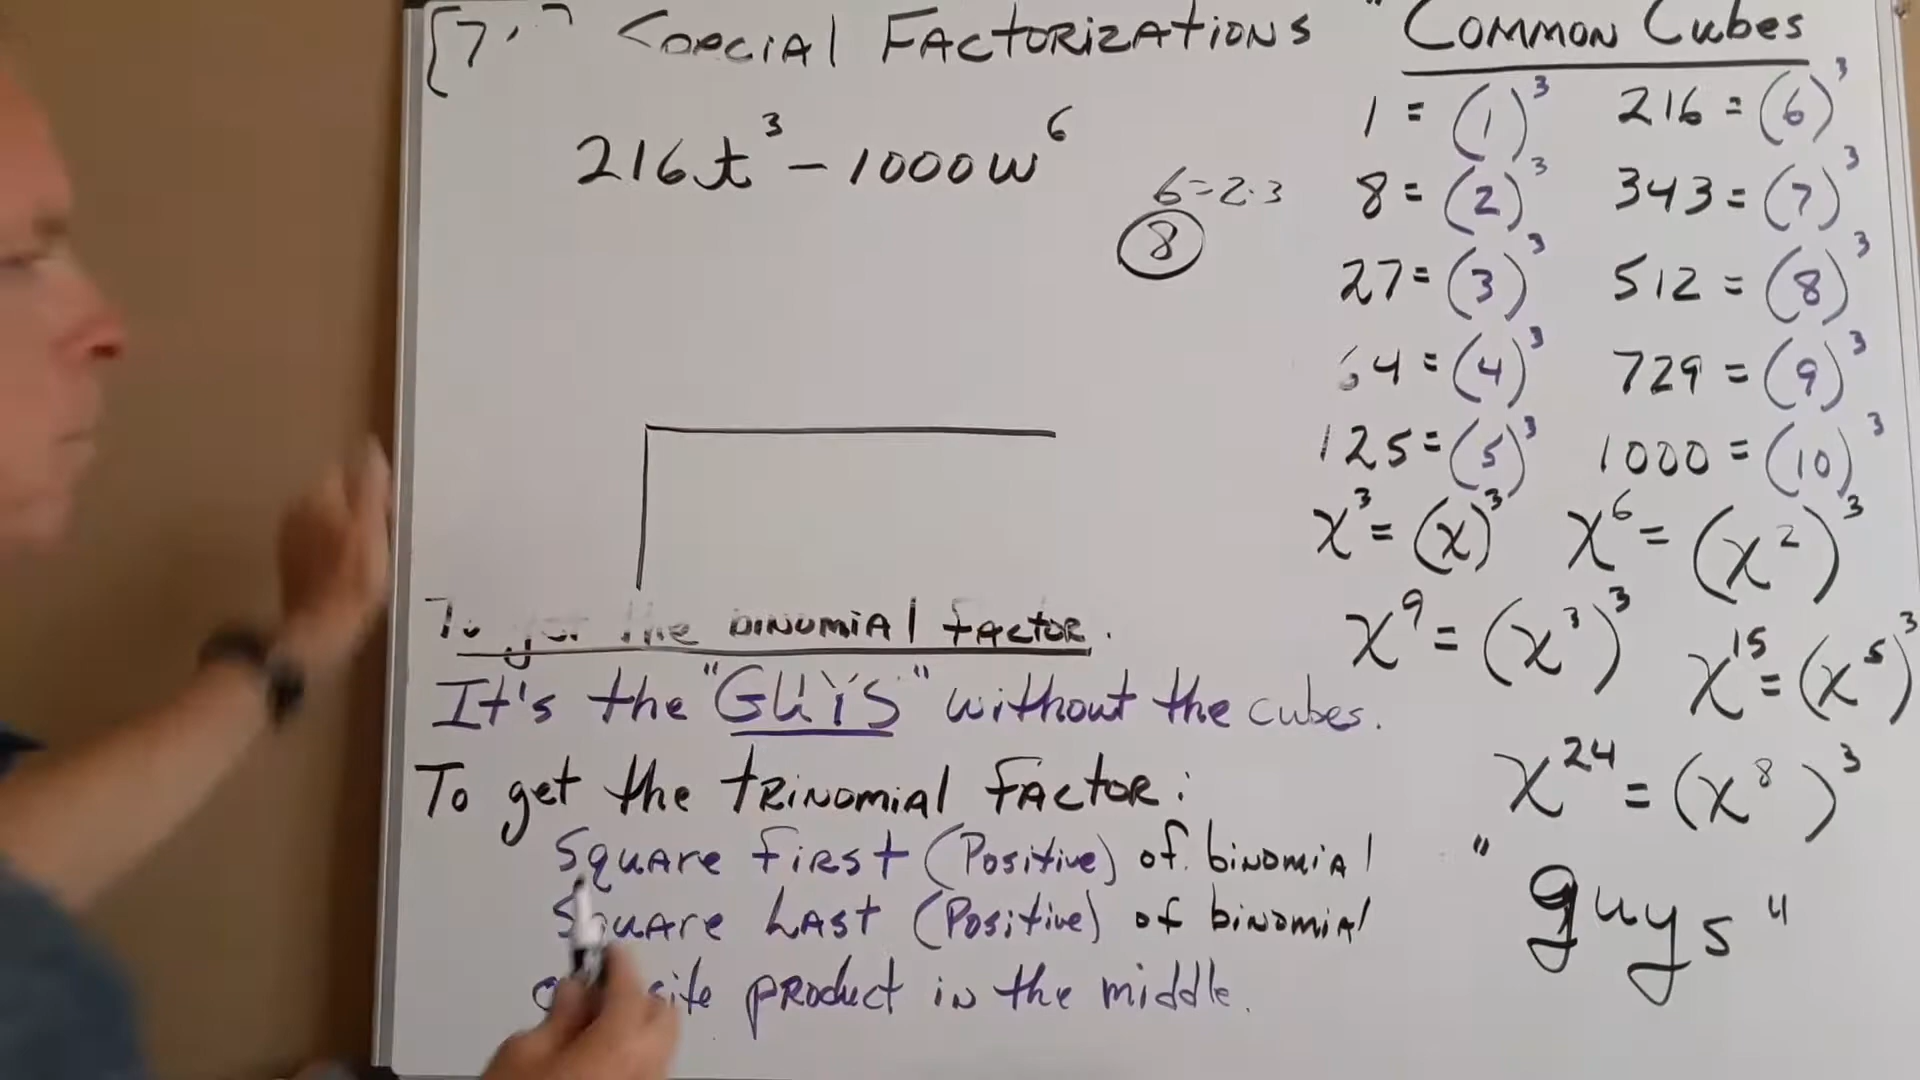 Special Factorizations
216t³ - 1000w⁶
6=2·3
8
To get the binomial factor.
It's the "GUYS" without the cubes.
To get the trinomial factor:
Square first (Positive) of binomial
Square Last (Positive) of binomial
product in the middle.
"Common Cubes
1 = (1)³ 216 = (6)³
8 = (2)³ 343 = (7)³
27 = (3)³ 512 = (8)³
64 = (4)³ 729 = (9)³
125 = (5)³ 1000 = (10)³
x³ = (x)³ x⁶ = (x²)³
x⁹ = (x³)³ x¹⁵ = (x⁵)³
x²⁴ = (x⁸)³
"guys"